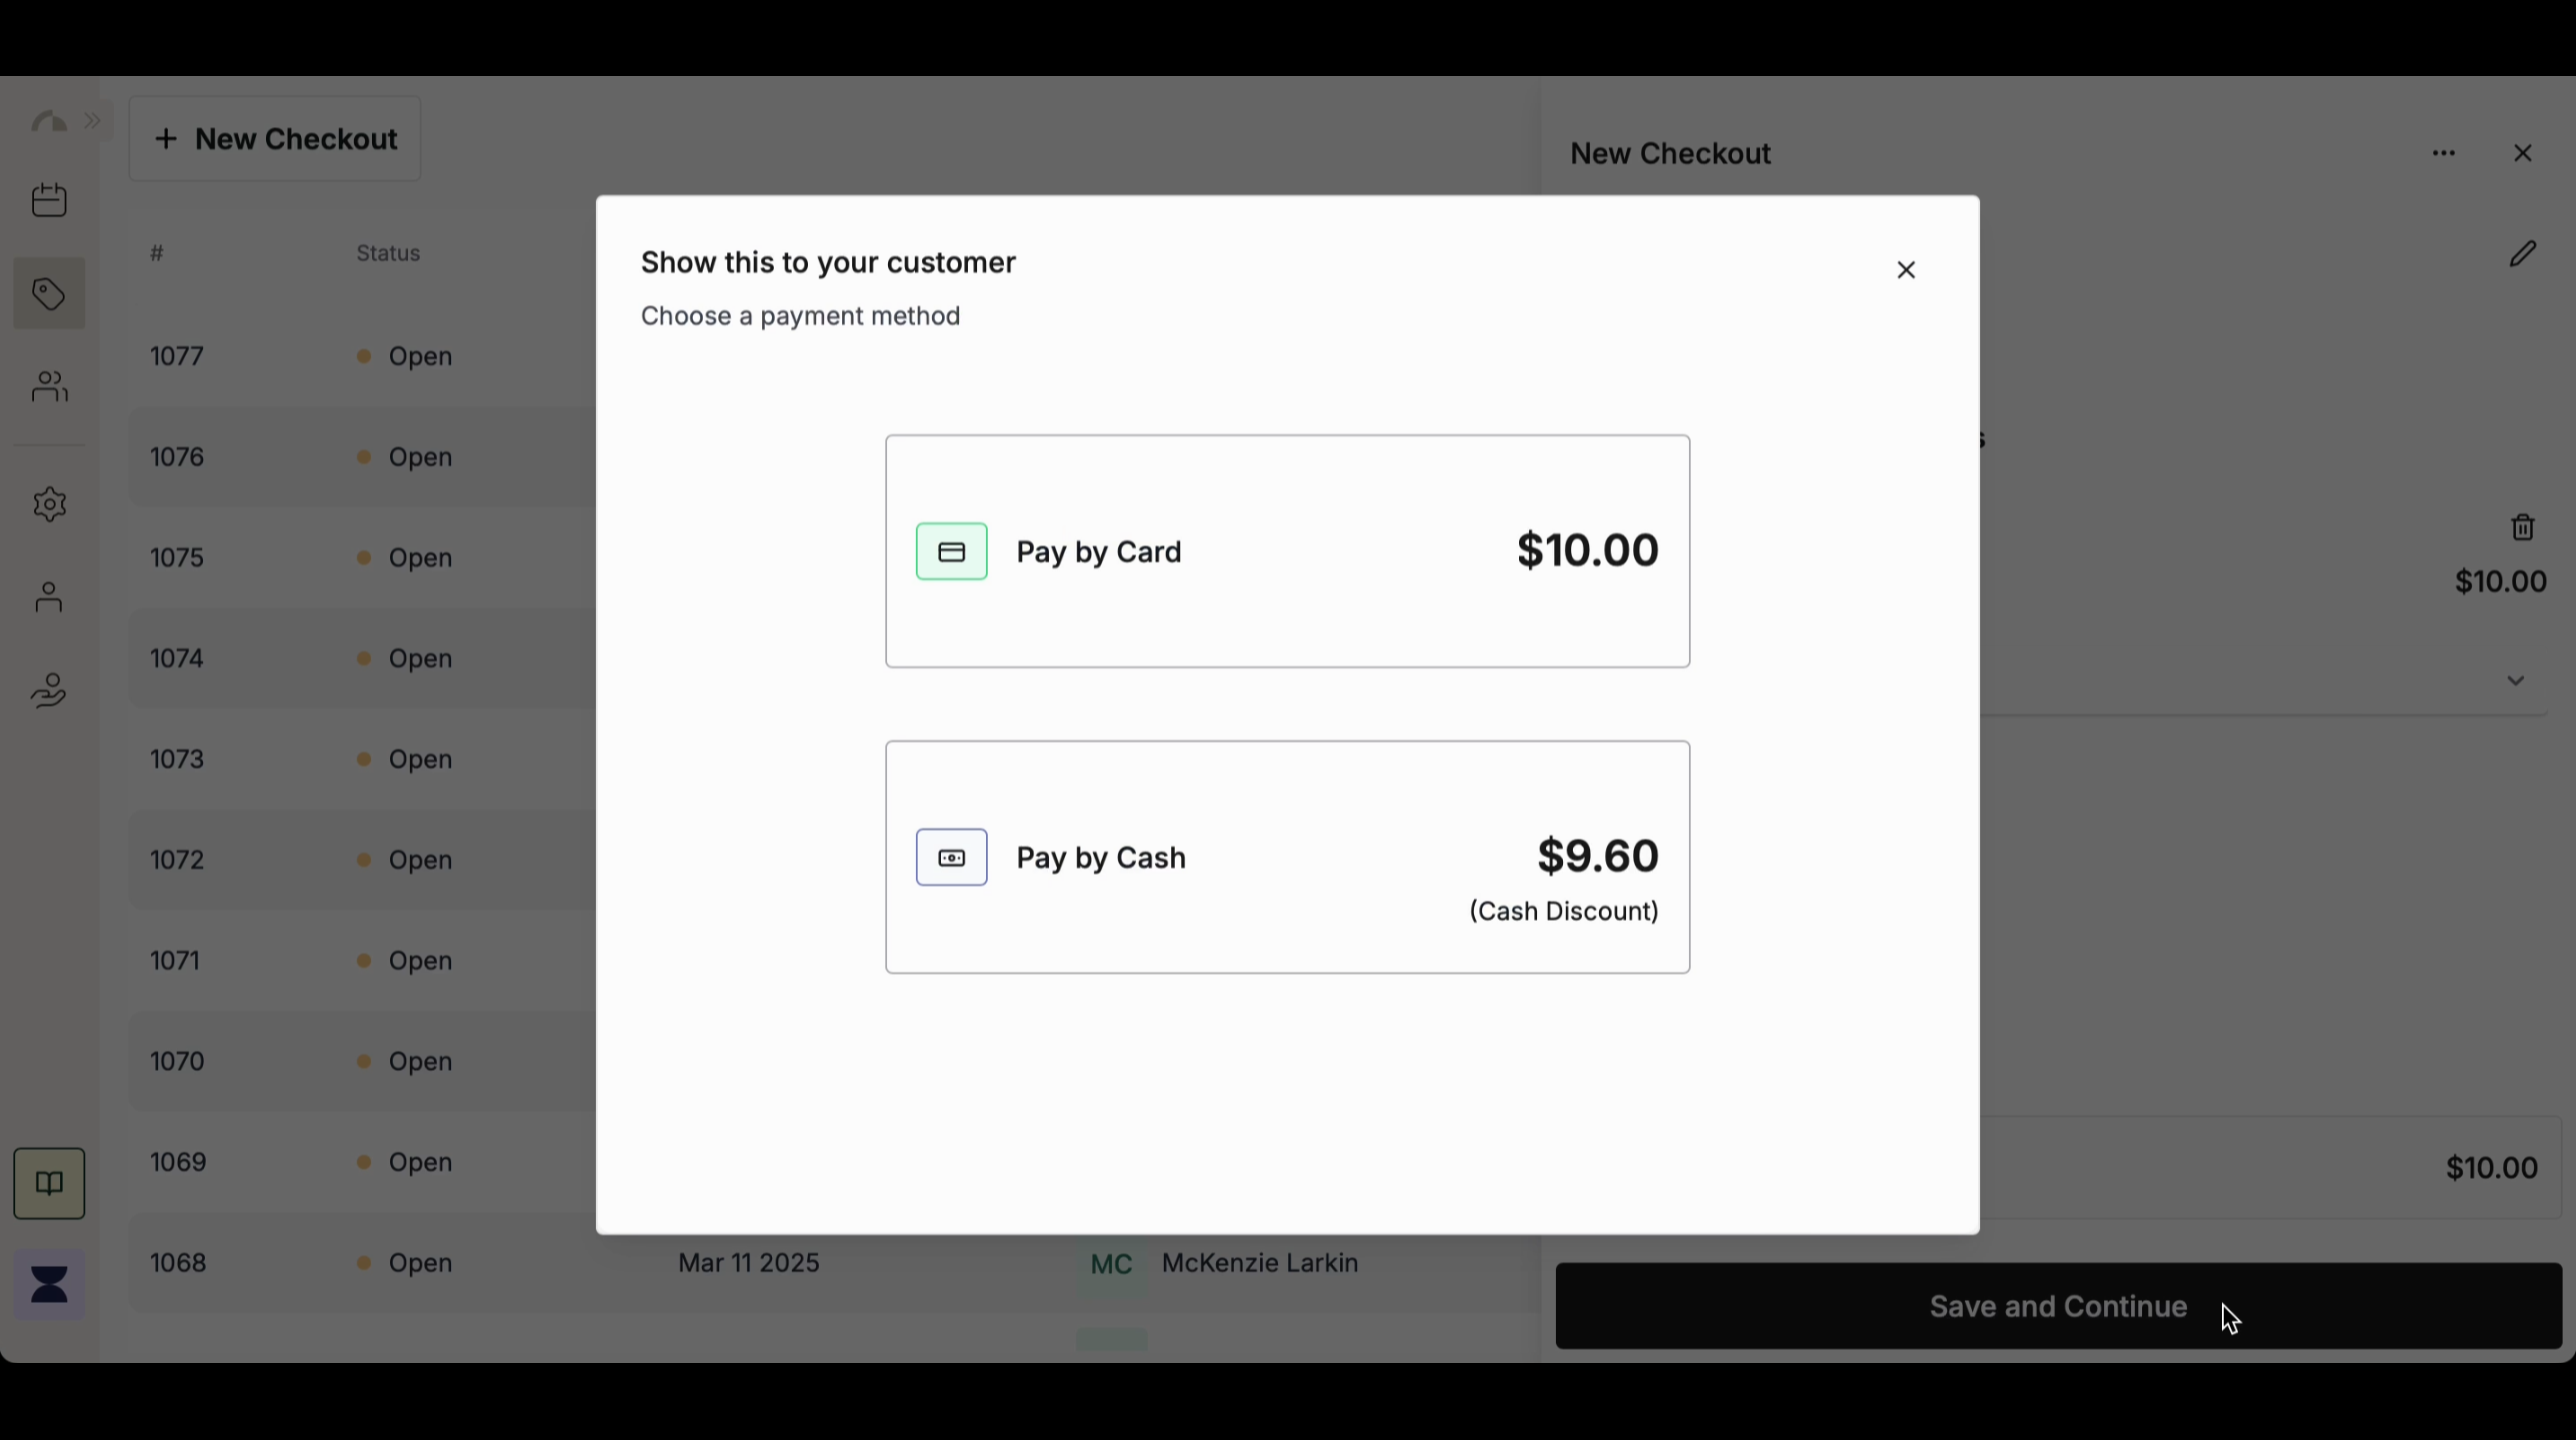 New Checkout
New Checkout
# Status
Show this to your customer
Choose a payment method
1077 Open
1076 Open
1075 Open
Pay by Card $10.00
$10.00
1074 Open
1073 Open
1072 Open
Pay by Cash $9.60
(Cash Discount)
1071 Open
1070 Open
1069 Open
$10.00
1068 Open Mar 11 2025 MC McKenzie Larkin
Save and Continue